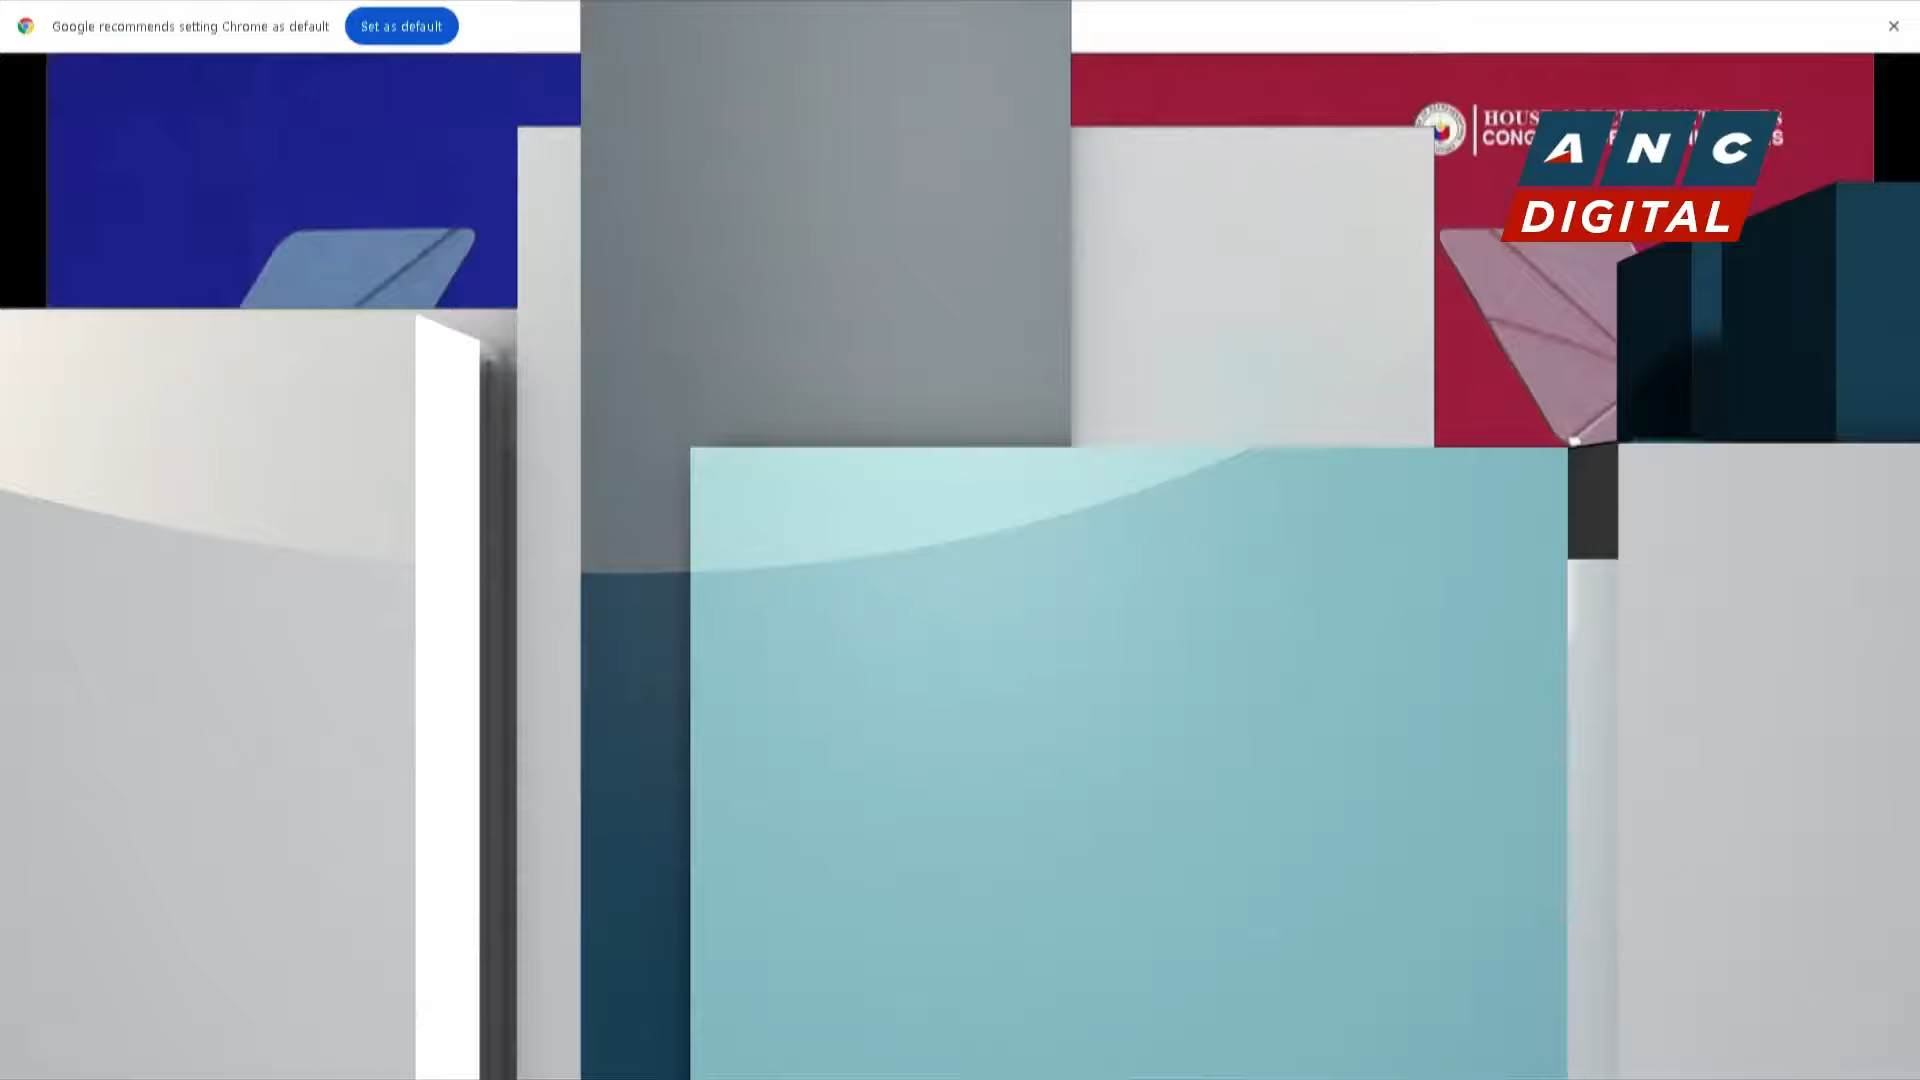 Google recommends setting Chrome as default
Set as default
ANC
DIGITAL